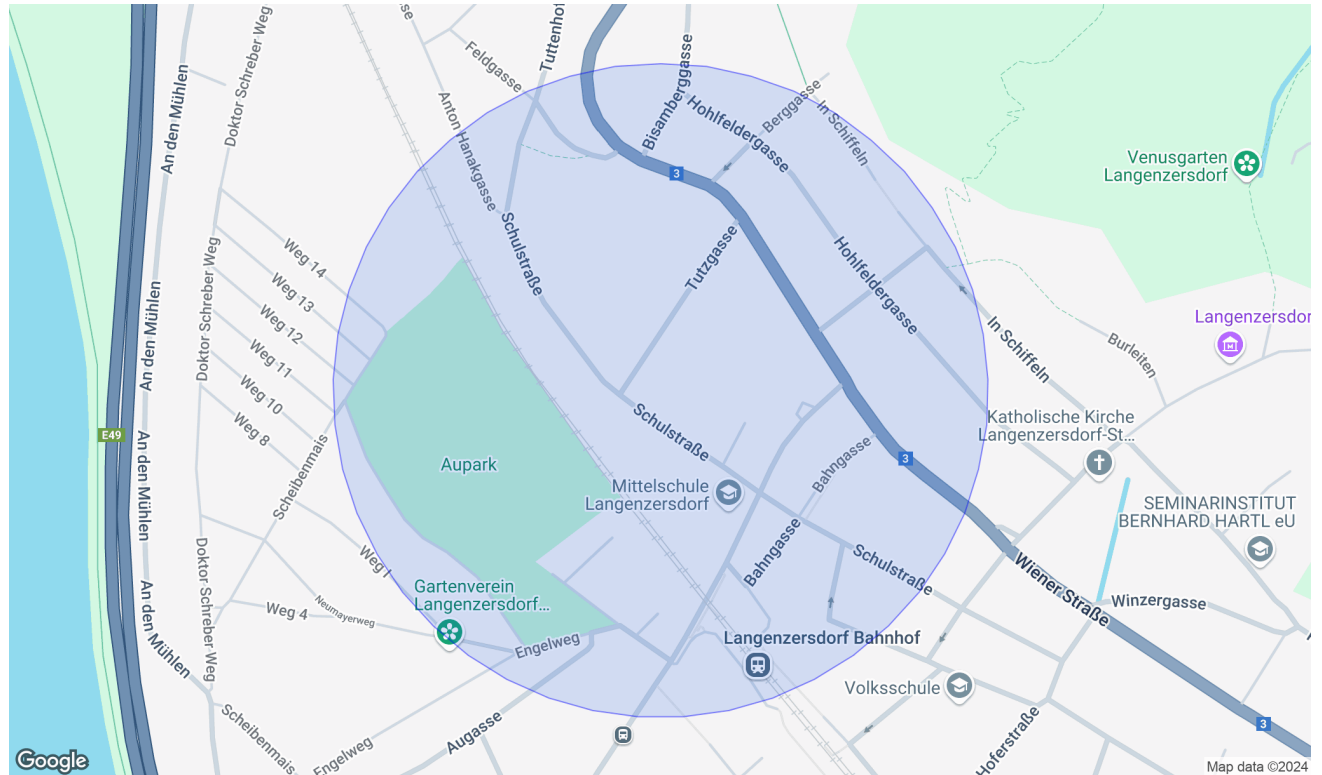 Doktor Schreber Weg
An den Mühlen
Feldgasse
Tuttenhof
Anton Hanakgasse
Bisamberggasse
Hohlfeldergasse
Berggasse
In Schiffeln
Venusgarten
Langenzersdorf
3
Schulstraße
Tutzgasse
Weg 14
Weg 13
Weg 12
Weg 11
Weg 10
Weg 8
Doktor Schreber Weg
An den Mühlen
Hohlfeldergasse
In Schiffeln
Langenzersdor
Burleiten
E49
An den Mühlen
Scheibenmais
Aupark
Schulstraße
Mittelschule
Langenzersdorf
Bahngasse
3
Katholische Kirche
Langenzersdorf-St...
SEMINARINSTITUT
BERNHARD HARTL eU
Weg 1
Gartenverein
Langenzersdorf...
Weg 4
Neumayerweg
Engelweg
Doktor Schreber Weg
An den Mühlen
Bahngasse
Schulstraße
Wiener Straße
Winzergasse
Langenzersdorf Bahnhof
Volksschule
Scheibenmais
Engelweg
Augasse
Hoferstraße
3
Google
Map data ©2024